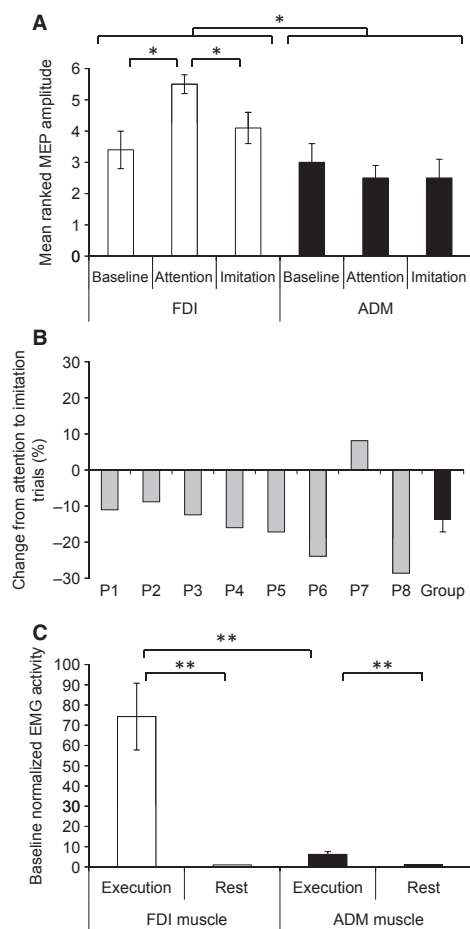 A
*
* *
Mean ranked MEP amplitude
6
5
4
3
2
1
0
Baseline Attention Imitation Baseline Attention Imitation
FDI ADM
B
Change from attention to imitation
trials (%)
30
20
10
0
–10
–20
–30
P1 P2 P3 P4 P5 P6 P7 P8 Group
C
**
** **
Baseline normalized EMG activity
100
90
80
70
60
50
40
30
20
10
0
Execution Rest Execution Rest
FDI muscle ADM muscle